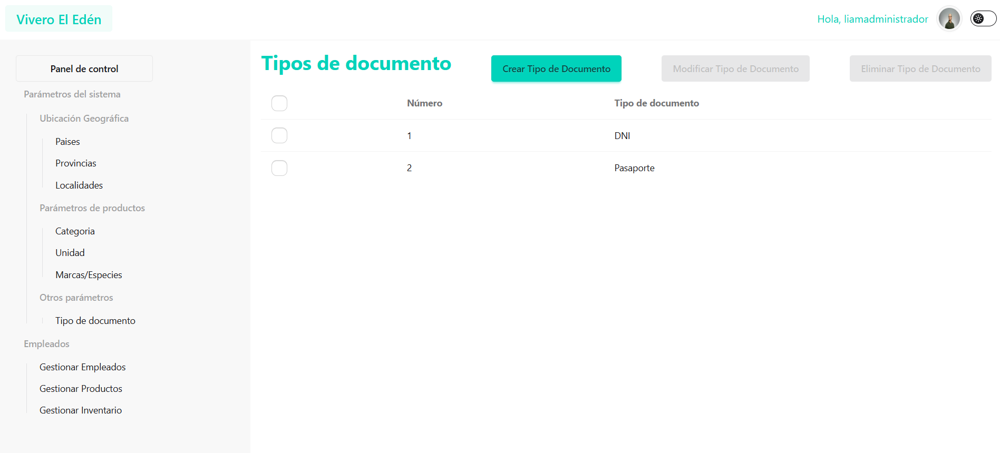 Vivero El Edén
Hola, liamadministrador
Panel de control
Parámetros del sistema
Ubicación Geográfica
Paises
Provincias
Localidades
Parámetros de productos
Categoria
Unidad
Marcas/Especies
Otros parámetros
Tipo de documento
Empleados
Gestionar Empleados
Gestionar Productos
Gestionar Inventario
Tipos de documento
Crear Tipo de Documento
Modificar Tipo de Documento
Eliminar Tipo de Documento
Número Tipo de documento
1 DNI
2 Pasaporte